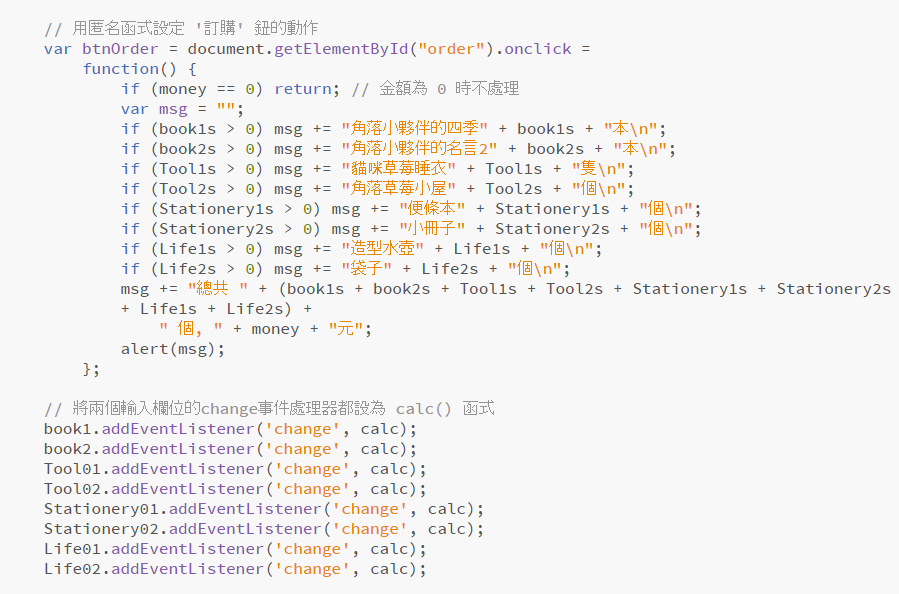 // 用匿名函式設定 '訂購' 鈕的動作
var btnOrder = document.getElementById("order").onclick =
function() {
if (money == 0) return; // 金額為 0 時不處理
var msg = "";
if (book1s > 0) msg += "角落小夥伴的四季" + book1s + "本\n";
if (book2s > 0) msg += "角落小夥伴的名言2" + book2s + "本\n";
if (Tool1s > 0) msg += "貓咪草莓睡衣" + Tool1s + "隻\n";
if (Tool2s > 0) msg += "角落草莓小屋" + Tool2s + "個\n";
if (Stationery1s > 0) msg += "便條本" + Stationery1s + "個\n";
if (Stationery2s > 0) msg += "小冊子" + Stationery2s + "個\n";
if (Life1s > 0) msg += "造型水壺" + Life1s + "個\n";
if (Life2s > 0) msg += "袋子" + Life2s + "個\n";
msg += "總共 " + (book1s + book2s + Tool1s + Tool2s + Stationery1s + Stationery2s
+ Life1s + Life2s) +
" 個, " + money + "元";
alert(msg);
};
// 將兩個輸入欄位的change事件處理器都設為 calc() 函式
book1.addEventListener('change', calc);
book2.addEventListener('change', calc);
Tool01.addEventListener('change', calc);
Tool02.addEventListener('change', calc);
Stationery01.addEventListener('change', calc);
Stationery02.addEventListener('change', calc);
Life01.addEventListener('change', calc);
Life02.addEventListener('change', calc);